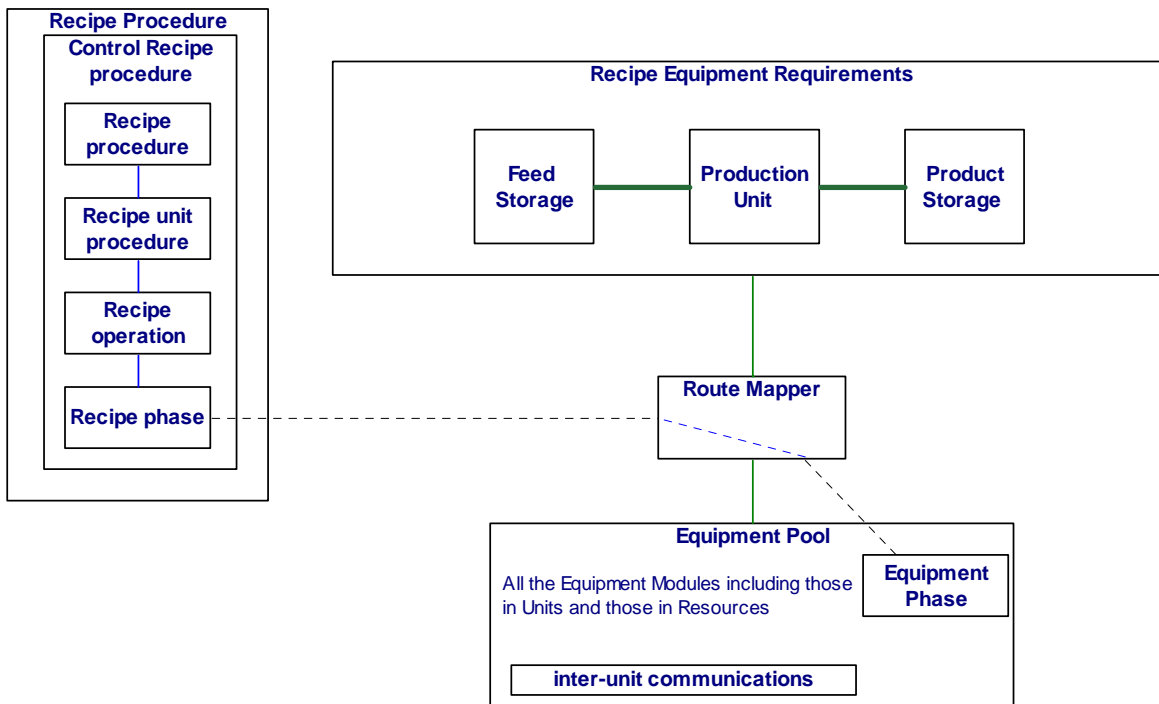 Recipe Procedure
Control Recipe
procedure
Recipe
procedure
Recipe unit
procedure
Recipe
operation
Recipe phase
Recipe Equipment Requirements
Feed
Storage
Production
Unit
Product
Storage
Route Mapper
Equipment Pool
All the Equipment Modules including those
in Units and those in Resources
Equipment
Phase
inter-unit communications